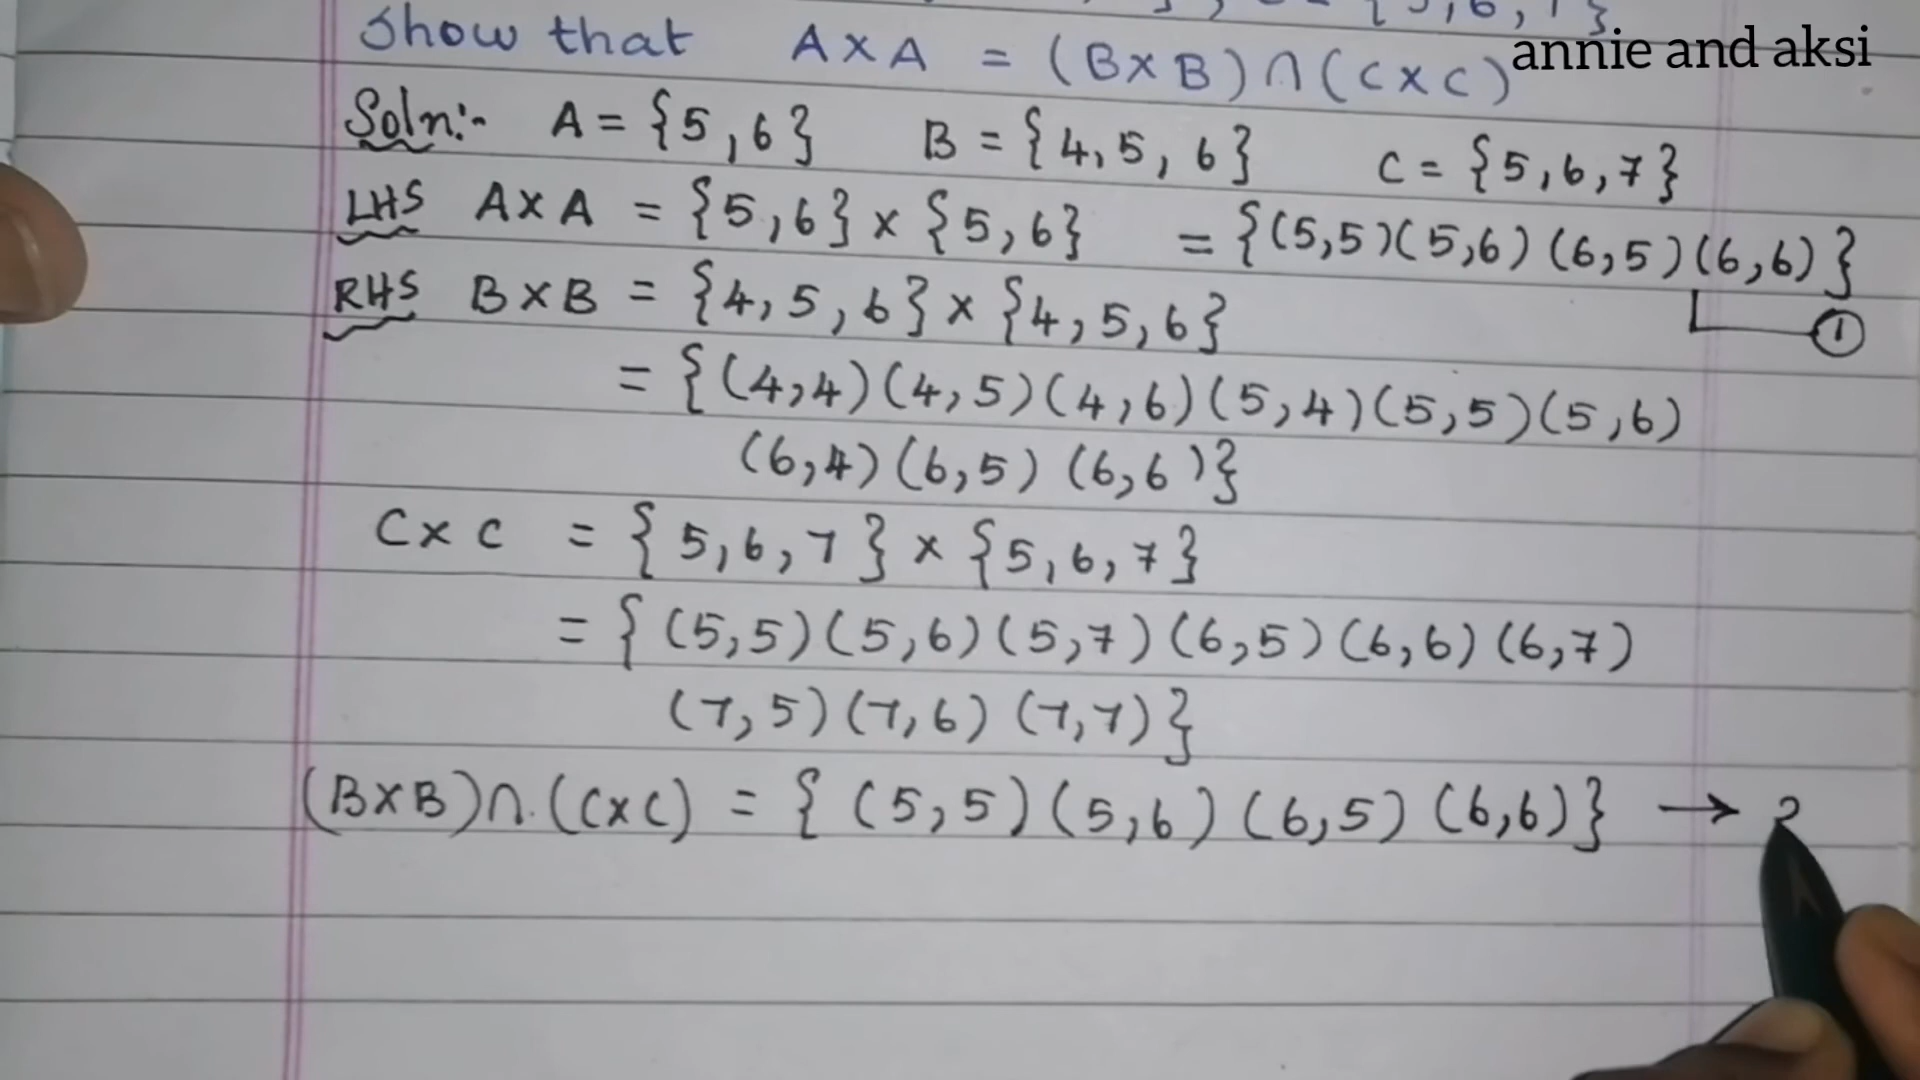 {5,6,7}
Show that A×A = (B×B)∩(C×C)
annie and aksi
Soln:- A = {5,6} B = {4,5,6} C = {5,6,7}
LHS A×A = {5,6} × {5,6} = {(5,5)(5,6)(6,5)(6,6)}
①
RHS B×B = {4,5,6} × {4,5,6}
= {(4,4)(4,5)(4,6)(5,4)(5,5)(5,6)
(6,4)(6,5)(6,6)}
C×C = {5,6,7} × {5,6,7}
= {(5,5)(5,6)(5,7)(6,5)(6,6)(6,7)
(7,5)(7,6)(7,7)}
(B×B)∩(C×C) = {(5,5)(5,6)(6,5)(6,6)} →